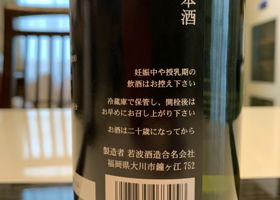 本酒
妊娠中や授乳期の
飲酒はお控え下さい
冷蔵庫で保管し、開栓後は
お早めにお召し上がり下さい
お酒は二十歳になってから
製造者 若波酒造合名会社
福岡県大川市鐘ヶ江752